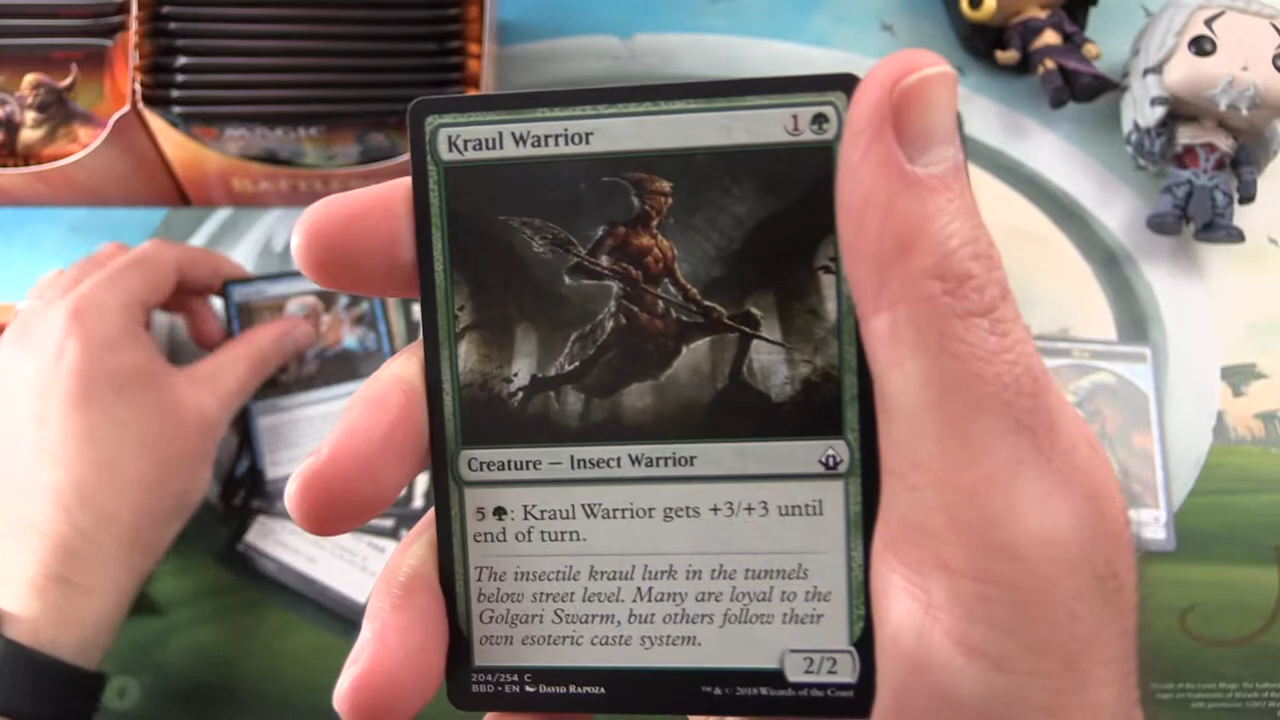 MAGIC
BATTLEB
Kraul Warrior
1
Creature — Insect Warrior
5 : Kraul Warrior gets +3/+3 until
end of turn.
The insectile kraul lurk in the tunnels
below street level. Many are loyal to the
Golgari Swarm, but others follow their
own esoteric caste system.
2/2
204/254 C
BBD • EN DAVID RAPOZA
™ & © 2018 Wizards of the Coast